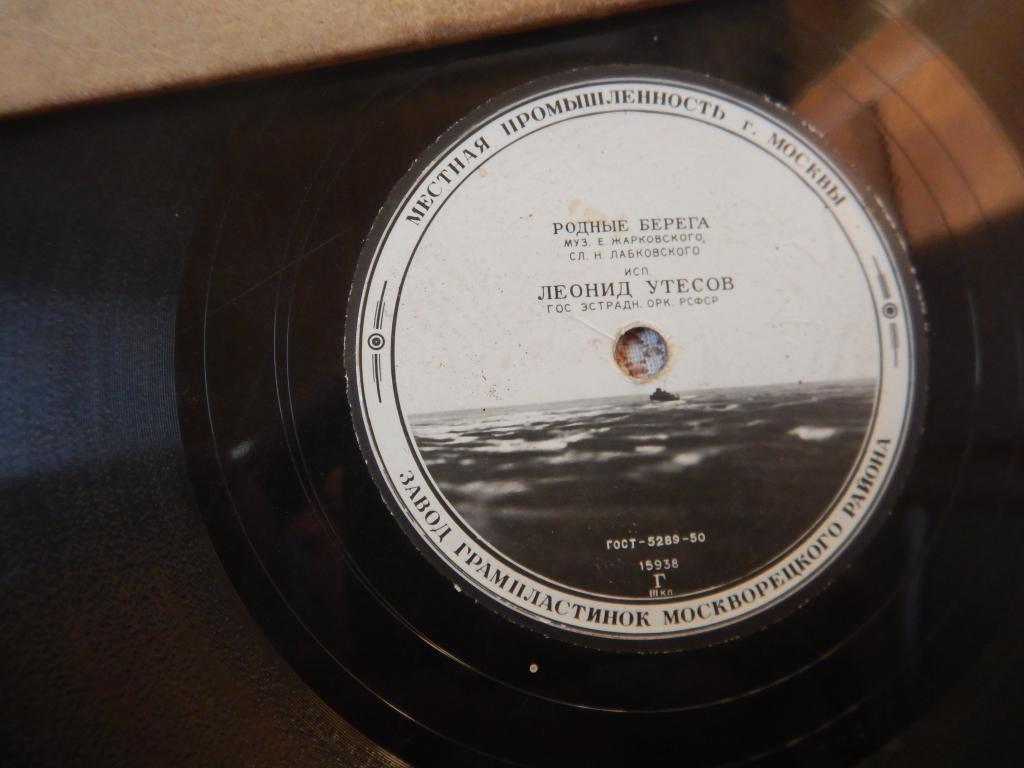 МЕСТНАЯ ПРОМЫШЛЕННОСТЬ г. МОСКВЫ
РОДНЫЕ БЕРЕГА
МУЗ. Е. ЖАРКОВСКОГО,
СЛ. Н. ЛАБКОВСКОГО
ИСП.
ЛЕОНИД УТЕСОВ
ГОС ЭСТРАДН. ОРК. РСФСР
ГОСТ-5289-50
15938
Г
III кл.
ЗАВОД ГРАМПЛАСТИНОК МОСКВОРЕЦКОГО РАЙОНА